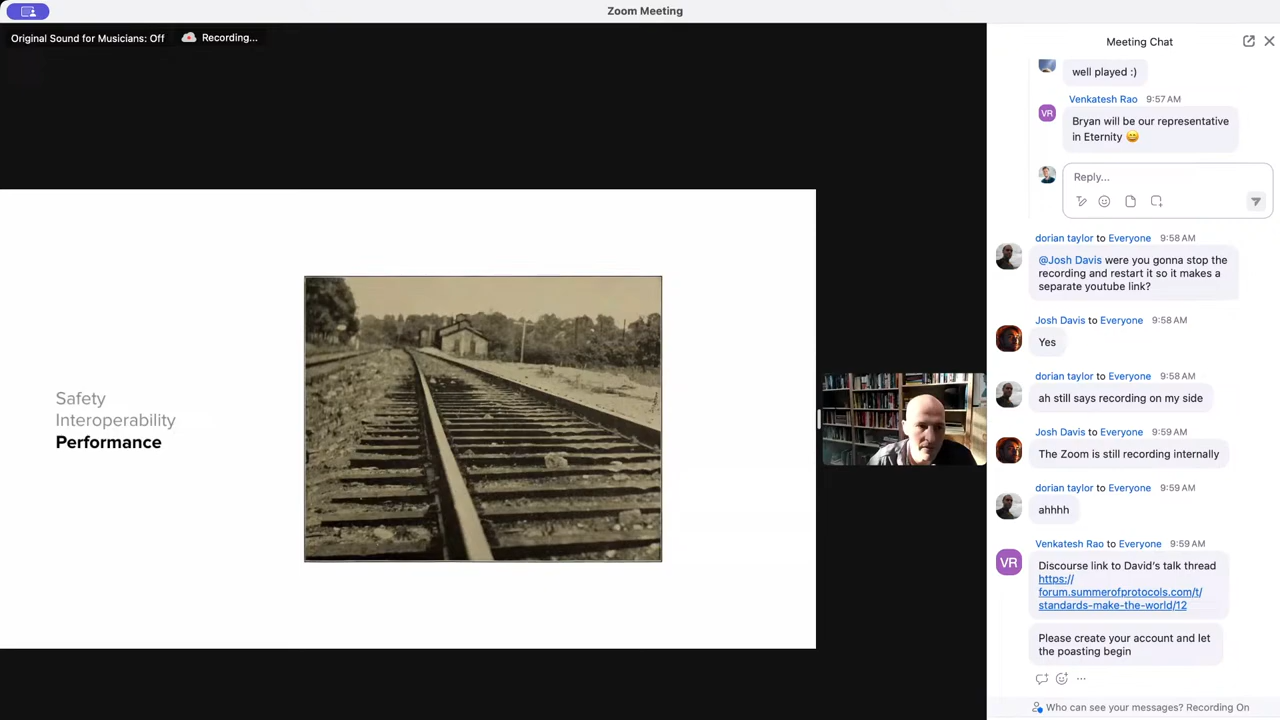 Zoom Meeting
Original Sound for Musicians: Off
Recording...
Safety
Interoperability
Performance
Meeting Chat
well played :)
Venkatesh Rao 9:57 AM
VR
Bryan will be our representative
in Eternity 😄
Reply...
dorian taylor to Everyone 9:58 AM
@Josh Davis were you gonna stop the
recording and restart it so it makes a
separate youtube link?
Josh Davis to Everyone 9:58 AM
Yes
dorian taylor to Everyone 9:58 AM
ah still says recording on my side
Josh Davis to Everyone 9:59 AM
The Zoom is still recording internally
dorian taylor to Everyone 9:59 AM
ahhhh
Venkatesh Rao to Everyone 9:59 AM
VR
Discourse link to David's talk thread
https://
forum.summerofprotocols.com/t/
standards-make-the-world/12
Please create your account and let
the poasting begin
Who can see your messages? Recording On